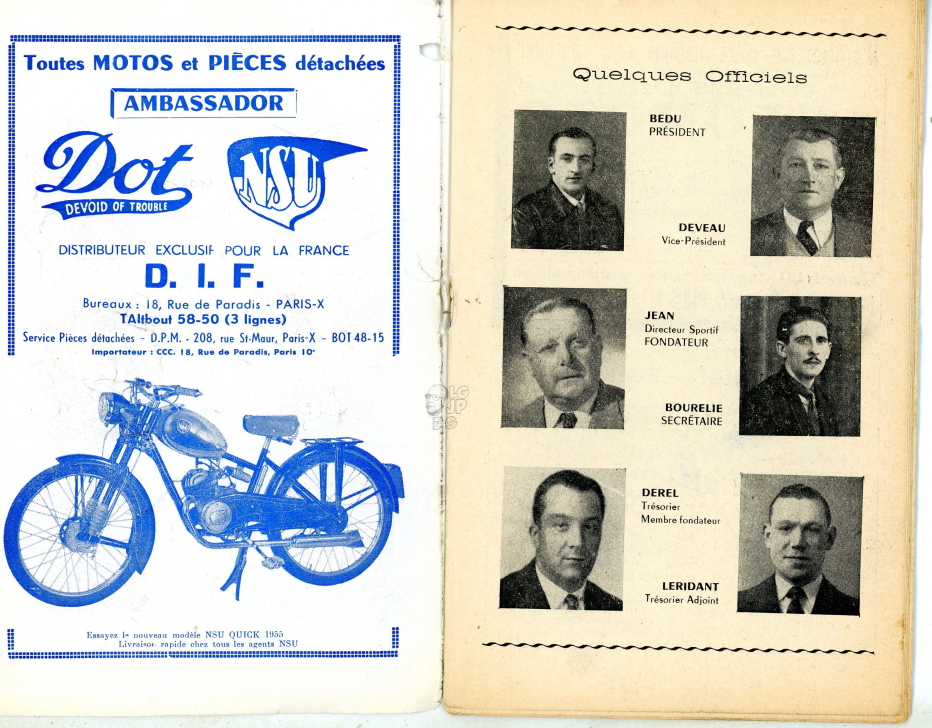 Toutes MOTOS et PIÈCES détachées
AMBASSADOR
Dot
DEVOID OF TROUBLE
NSU
DISTRIBUTEUR EXCLUSIF POUR LA FRANCE
D. I. F.
Bureaux : 18, Rue de Paradis - PARIS-X
TAItbout 58-50 (3 lignes)
Service Pièces détachées - D.P.M. - 208, rue St-Maur, Paris-X - BOT 48-15
Importateur : CCC. 18, Rue de Paradis, Paris 10ᵉ
Essayez le nouveau modèle NSU QUICK 1955
Livraison rapide chez tous les agents NSU
Quelques Officiels
BEDU
PRÉSIDENT
DEVEAU
Vice-Président
JEAN
Directeur Sportif
FONDATEUR
BOURELIE
SECRÉTAIRE
DEREL
Trésorier
Membre fondateur
LERIDANT
Trésorier Adjoint